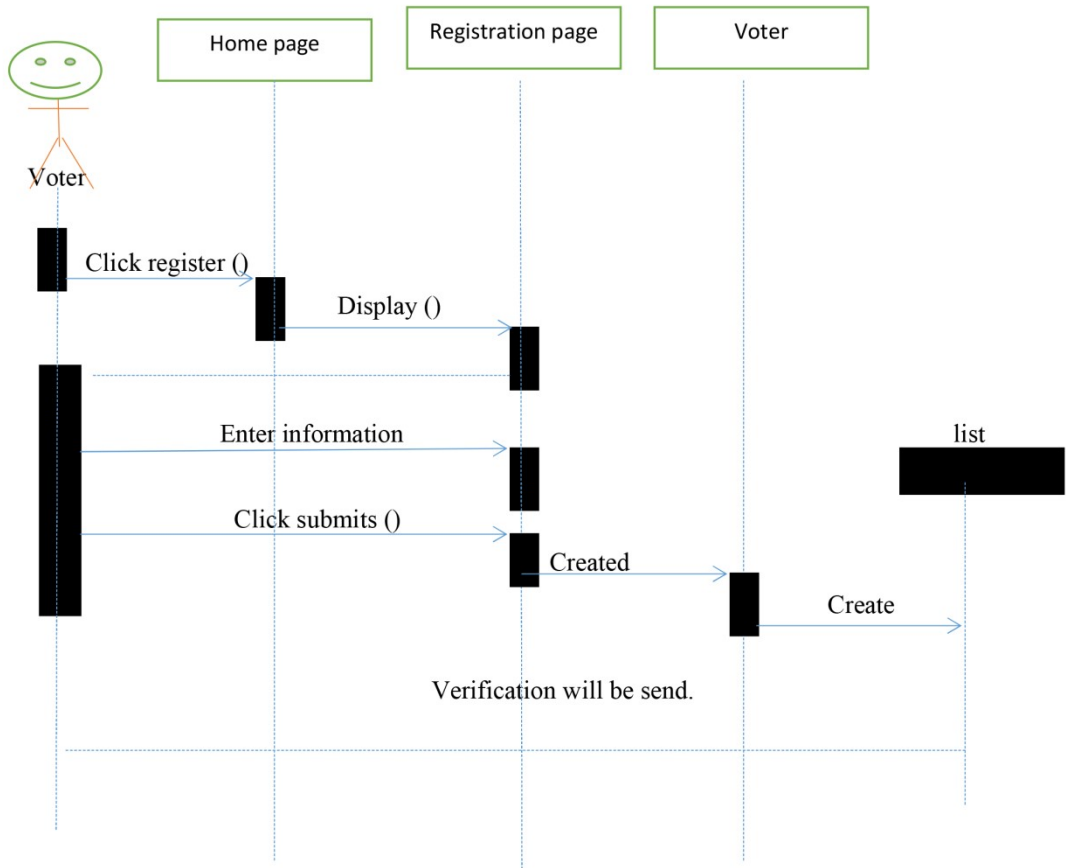 Home page
Registration page
Voter
Voter
Click register ()
Display ()
Enter information
list
Click submits ()
Created
Create
Verification will be send.